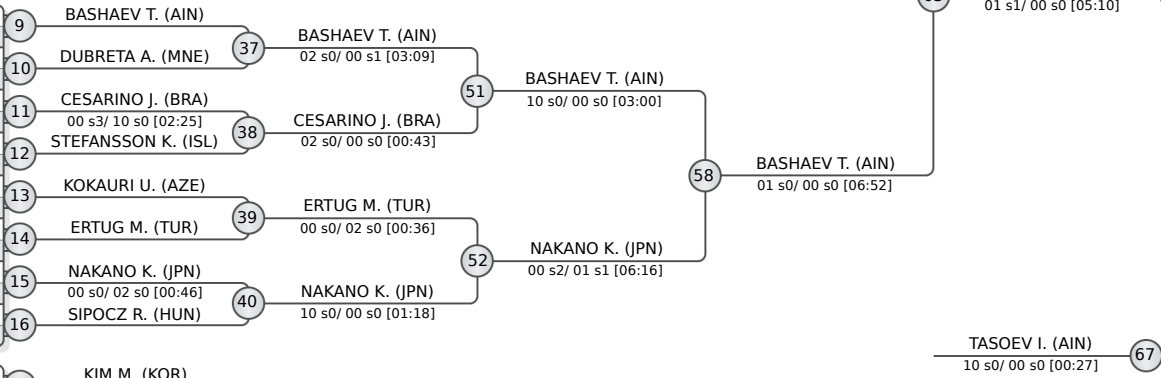 01 s1/ 00 s0 [05:10]
9
BASHAEV T. (AIN)
10
DUBRETA A. (MNE)
37
BASHAEV T. (AIN)
02 s0/ 00 s1 [03:09]
11
CESARINO J. (BRA)
00 s3/ 10 s0 [02:25]
12
STEFANSSON K. (ISL)
38
CESARINO J. (BRA)
02 s0/ 00 s0 [00:43]
51
BASHAEV T. (AIN)
10 s0/ 00 s0 [03:00]
13
KOKAURI U. (AZE)
14
ERTUG M. (TUR)
39
ERTUG M. (TUR)
00 s0/ 02 s0 [00:36]
15
NAKANO K. (JPN)
00 s0/ 02 s0 [00:46]
16
SIPOCZ R. (HUN)
40
NAKANO K. (JPN)
10 s0/ 00 s0 [01:18]
52
NAKANO K. (JPN)
00 s2/ 01 s1 [06:16]
58
BASHAEV T. (AIN)
01 s0/ 00 s0 [06:52]
TASOEV I. (AIN)
10 s0/ 00 s0 [00:27]
67
KIM M. (KOR)